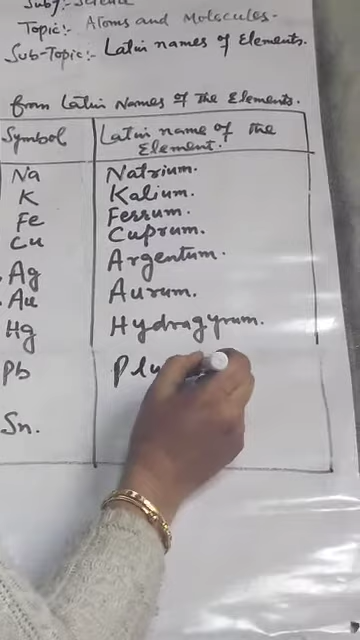 Subj:- Science
Topic:- Atoms and Molecules-
Sub-Topic:- Latin names of Elements.
from Latin Names of the Elements.
Symbol Latin name of the Element.
Na Natrium.
K Kalium.
Fe Ferrum.
Cu Cuprum.
Ag Argentum.
Au Aurum.
Hg Hydragyrum.
Pb Plu
Sn.